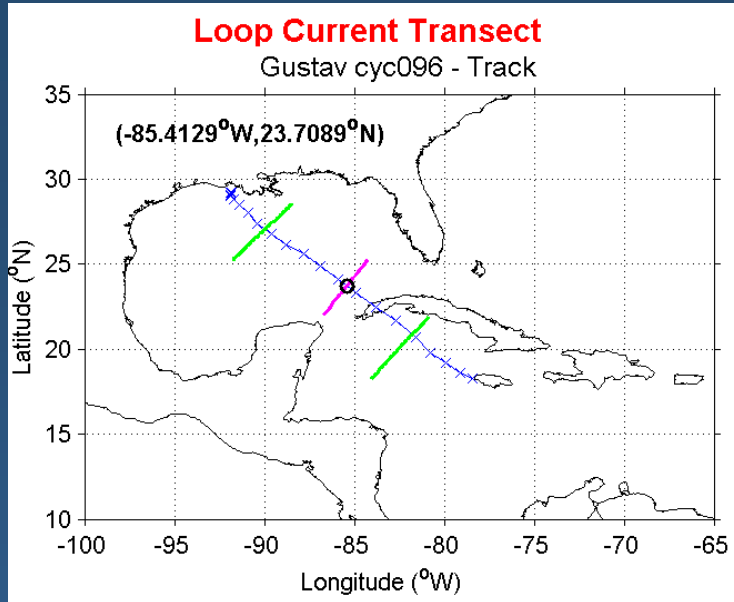 Loop Current Transect
Gustav cyc096 - Track
(-85.4129°W,23.7089°N)
35
30
25
20
15
10
Latitude (°N)
-100 -95 -90 -85 -80 -75 -70 -65
Longitude (°W)